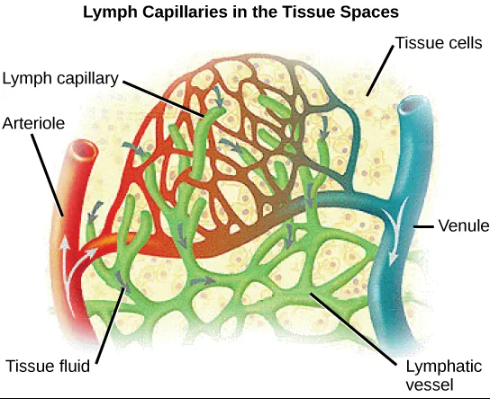 Lymph Capillaries in the Tissue Spaces
Tissue cells
Lymph capillary
Arteriole
Venule
Tissue fluid
Lymphatic
vessel